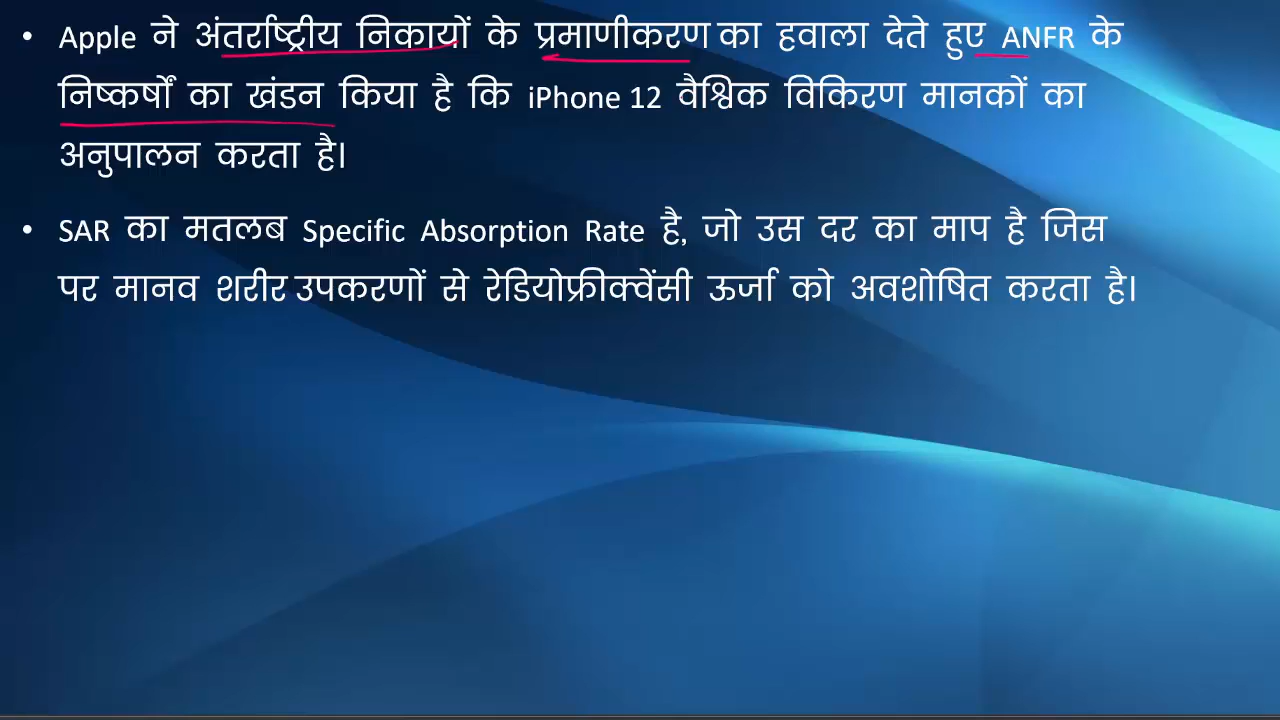 • Apple ने अंतर्राष्ट्रीय निकायों के प्रमाणीकरण का हवाला देते हुए ANFR के
निष्कर्षों का खंडन किया है कि iPhone 12 वैश्विक विकिरण मानकों का
अनुपालन करता है।
• SAR का मतलब Specific Absorption Rate है, जो उस दर का माप है जिस
पर मानव शरीर उपकरणों से रेडियोफ्रीक्वेंसी ऊर्जा को अवशोषित करता है।